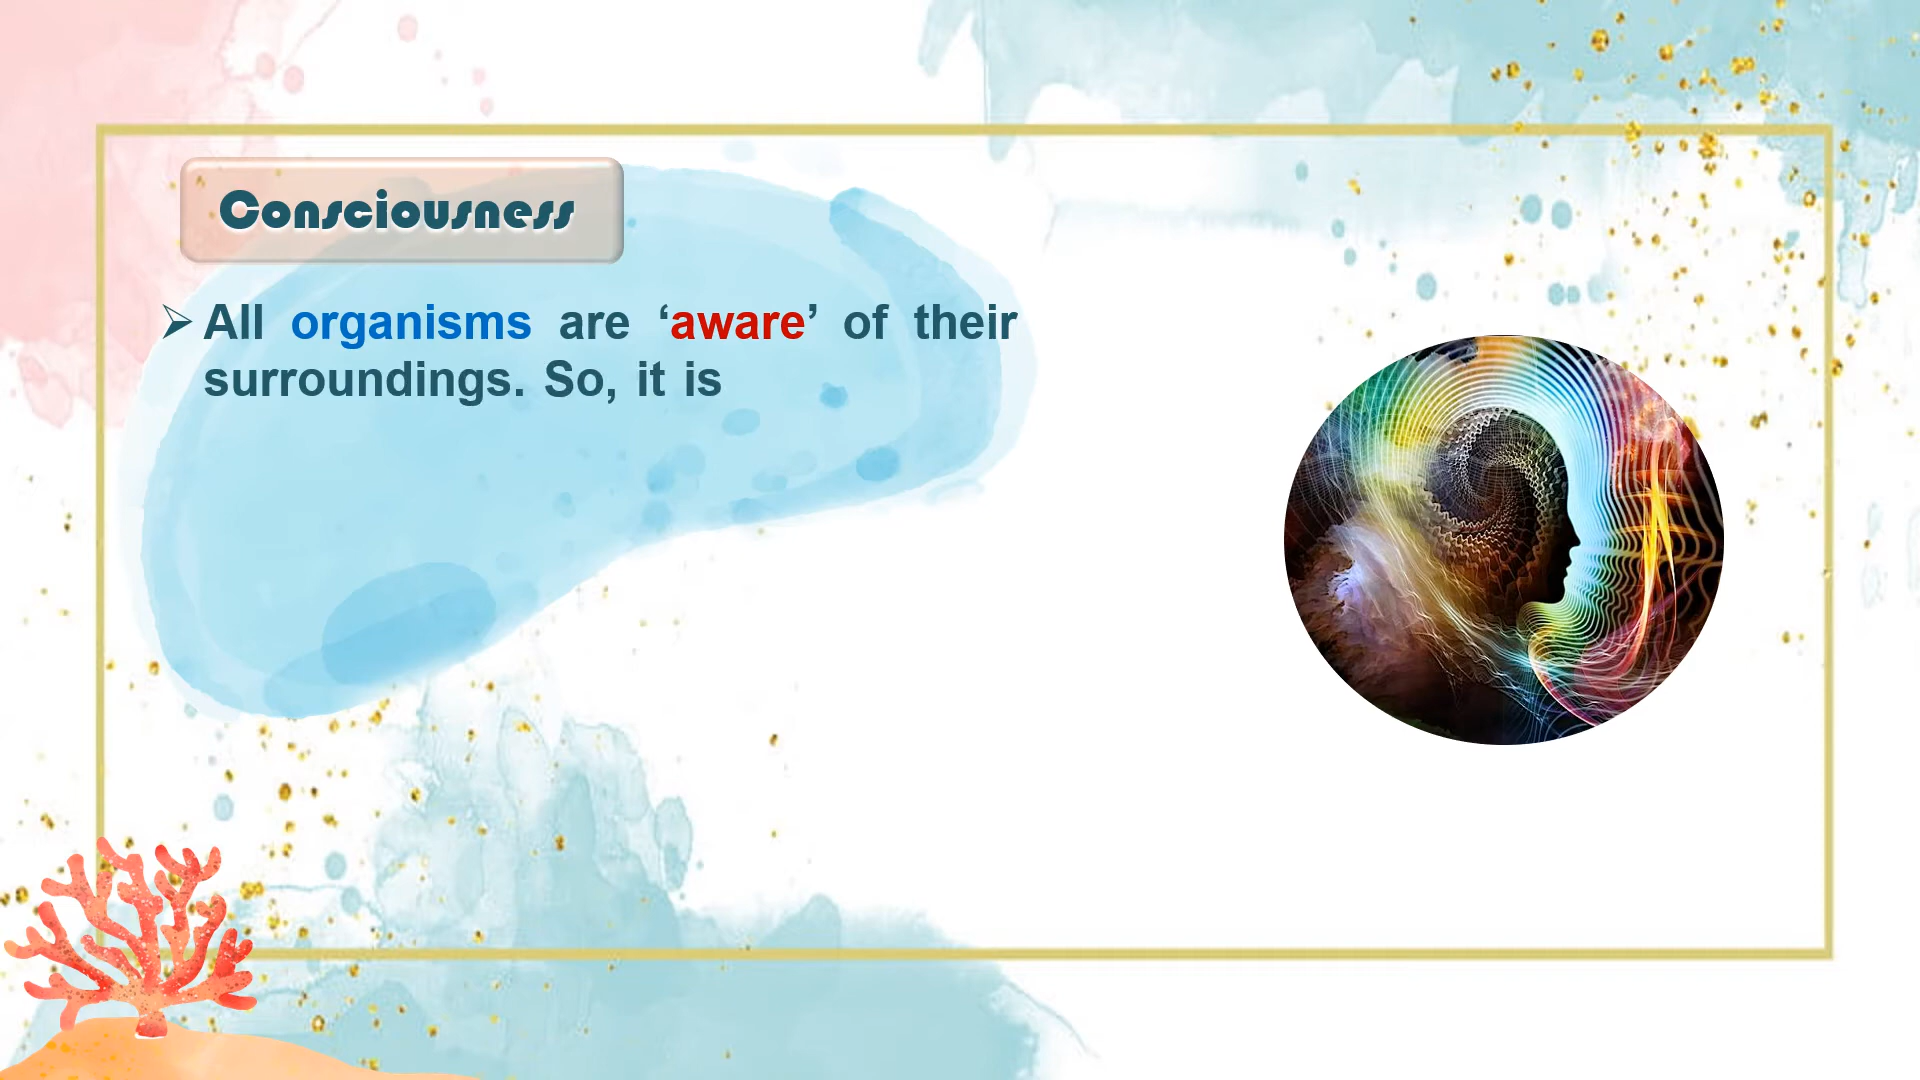 Consciousness
➢ All organisms are ‘aware’ of their
surroundings. So, it is